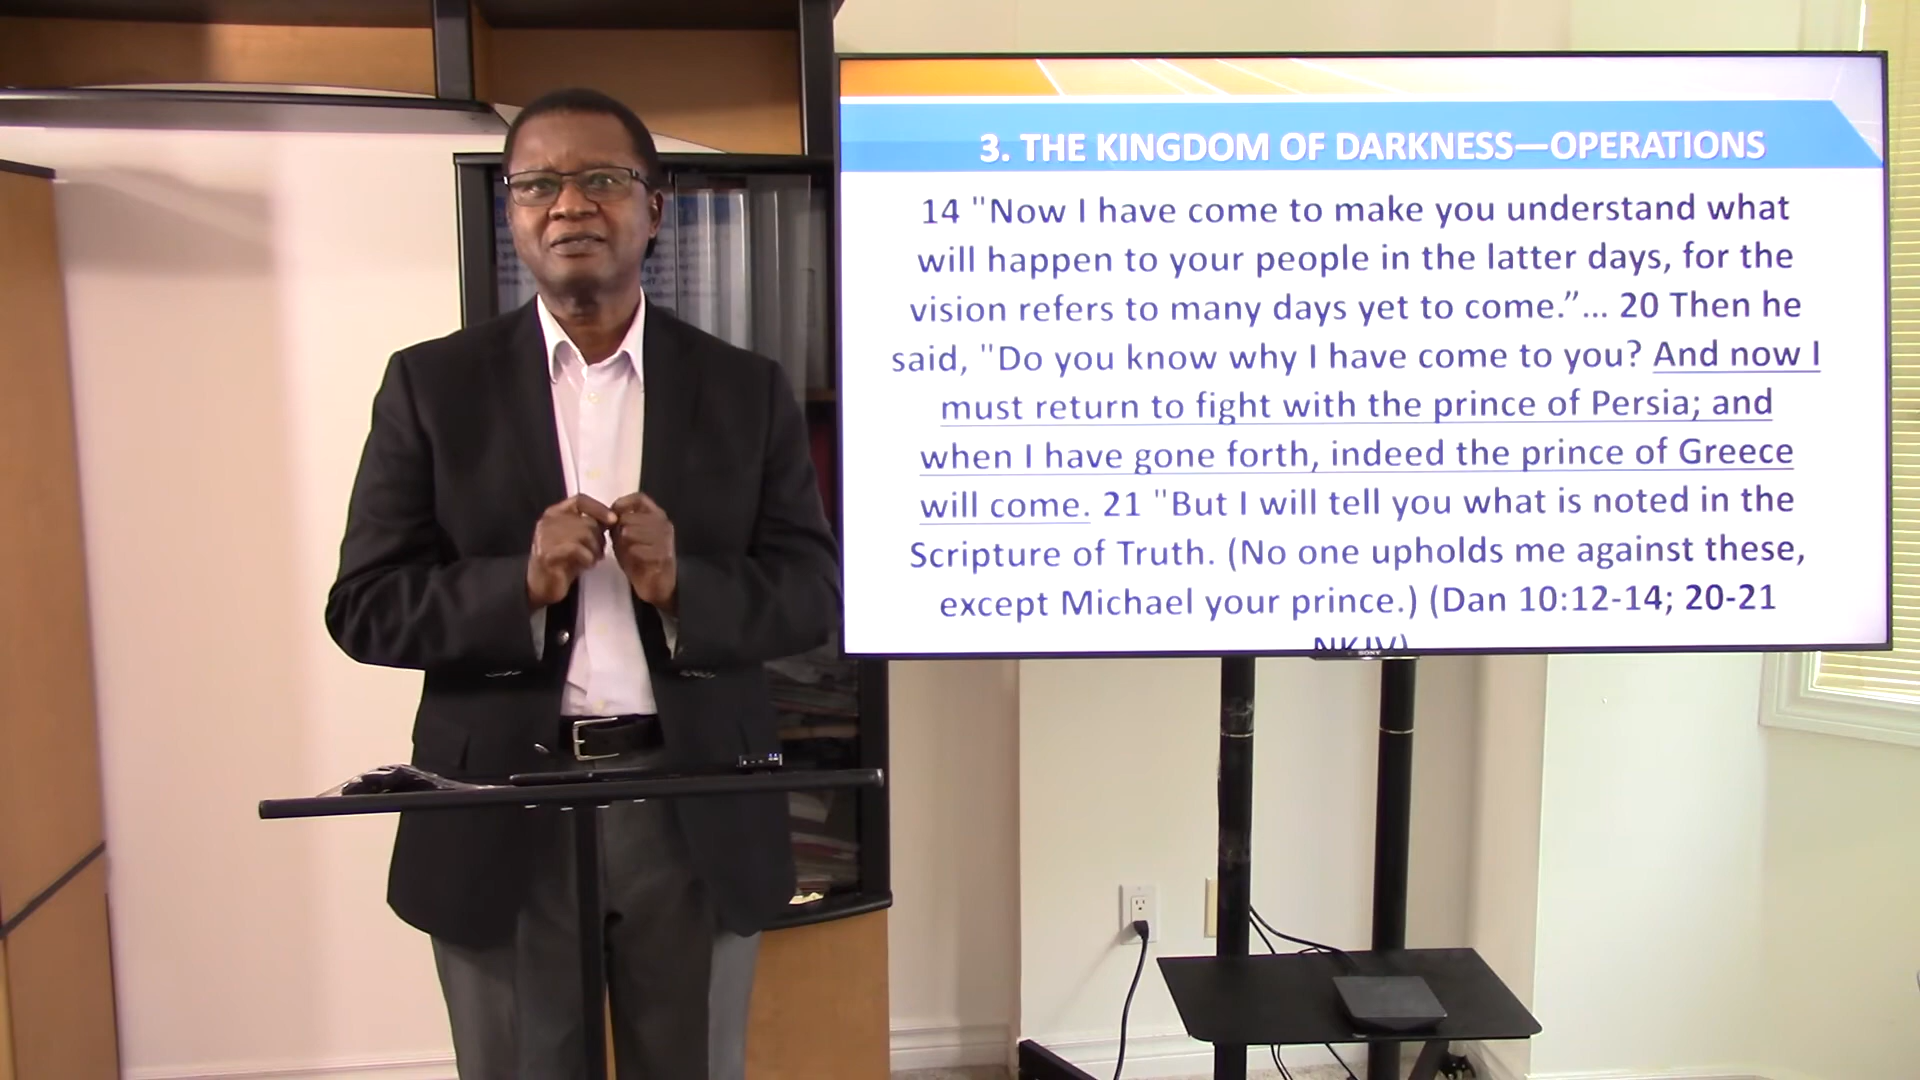 3. THE KINGDOM OF DARKNESS—OPERATIONS
14 "Now I have come to make you understand what
will happen to your people in the latter days, for the
vision refers to many days yet to come.”... 20 Then he
said, "Do you know why I have come to you? And now I
must return to fight with the prince of Persia; and
when I have gone forth, indeed the prince of Greece
will come. 21 "But I will tell you what is noted in the
Scripture of Truth. (No one upholds me against these,
except Michael your prince.) (Dan 10:12-14; 20-21
NKJV)
SONY